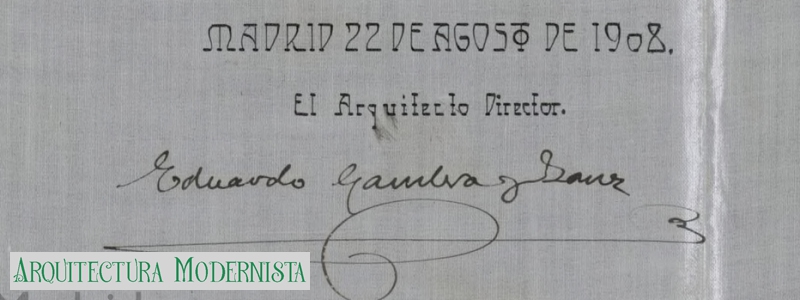 MADRID 22 DE AGOSTO DE 1908.
El Arquitecto Director.
Eduardo Gambra y Sanz
ARQUITECTURA MODERNISTA